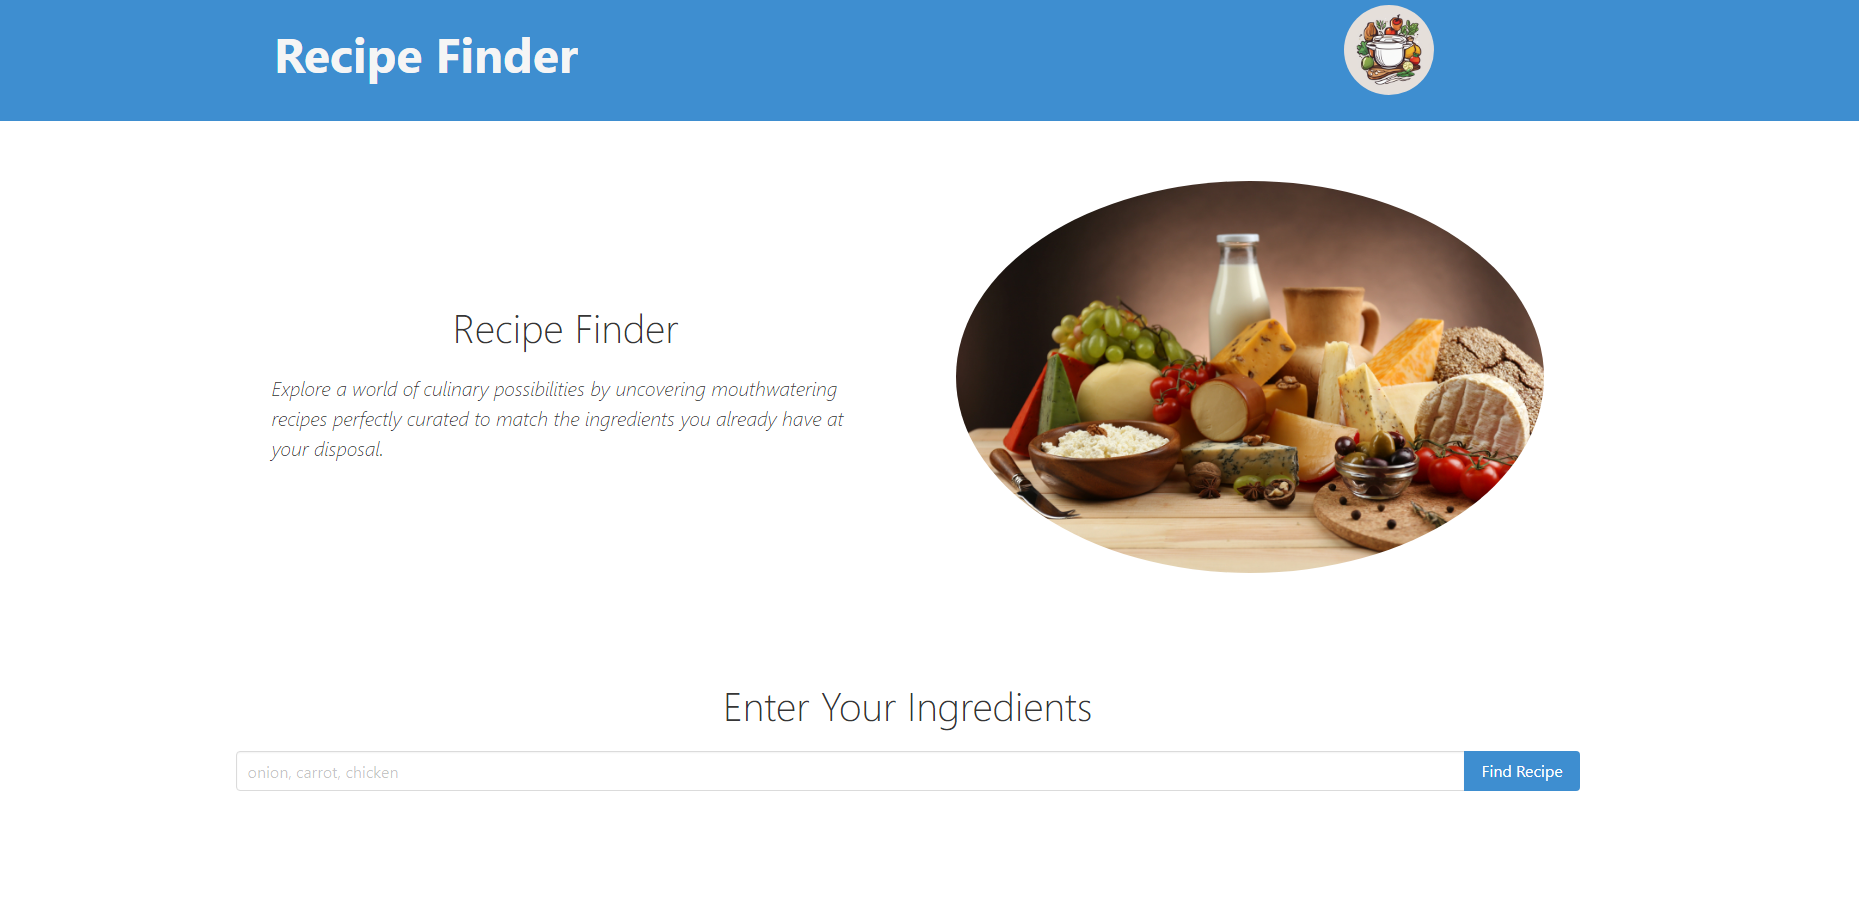 Recipe Finder
Recipe Finder
Explore a world of culinary possibilities by uncovering mouthwatering
recipes perfectly curated to match the ingredients you already have at
your disposal.
Enter Your Ingredients
onion, carrot, chicken
Find Recipe